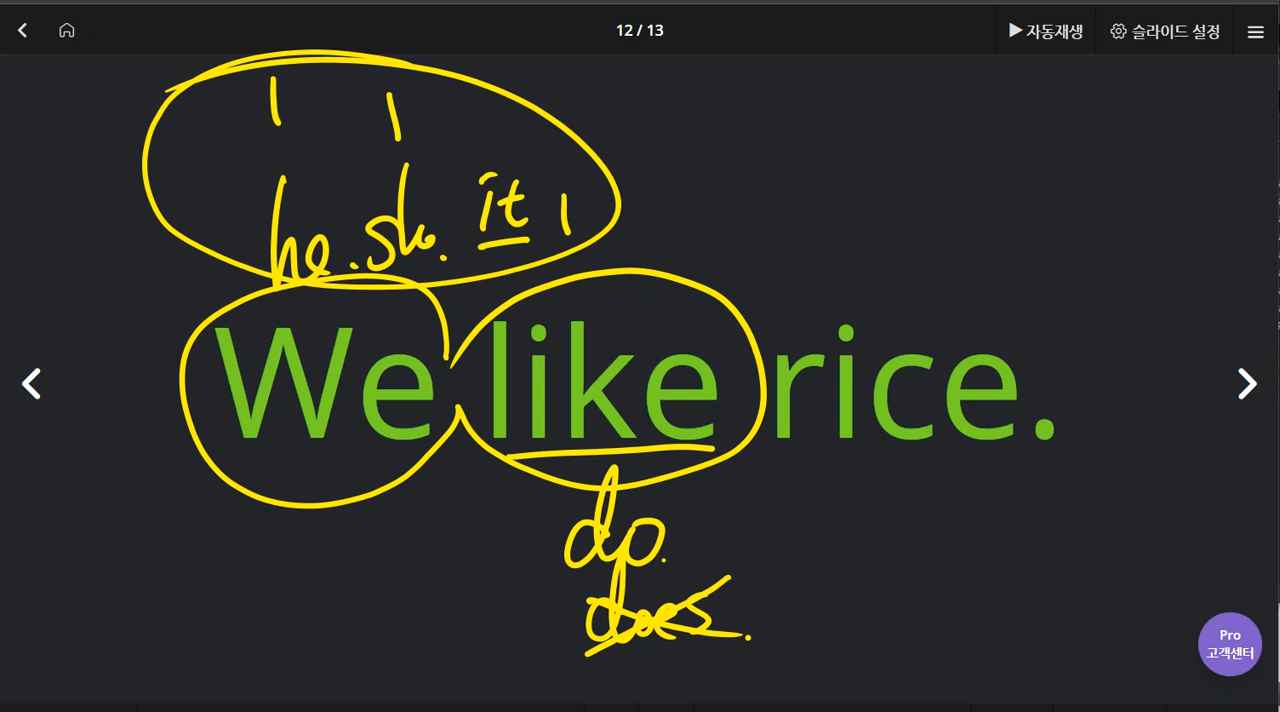 12 / 13
▶ 자동재생
슬라이드 설정
he. she. it
We like rice.
do.
does.
Pro
고객센터